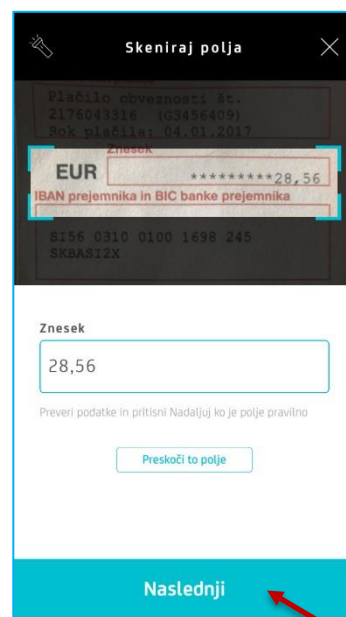 Skeniraj polja
Plačilo obveznosti št.
2176043316 (G3456409)
Rok plačila: 04.01.2017
Znesek
EUR *********28,56
IBAN prejemnika in BIC banke prejemnika
SI56 0310 0100 1698 245
SKBASI2X
Znesek
28,56
Preveri podatke in pritisni Nadaljuj ko je polje pravilno
Preskoči to polje
Naslednji